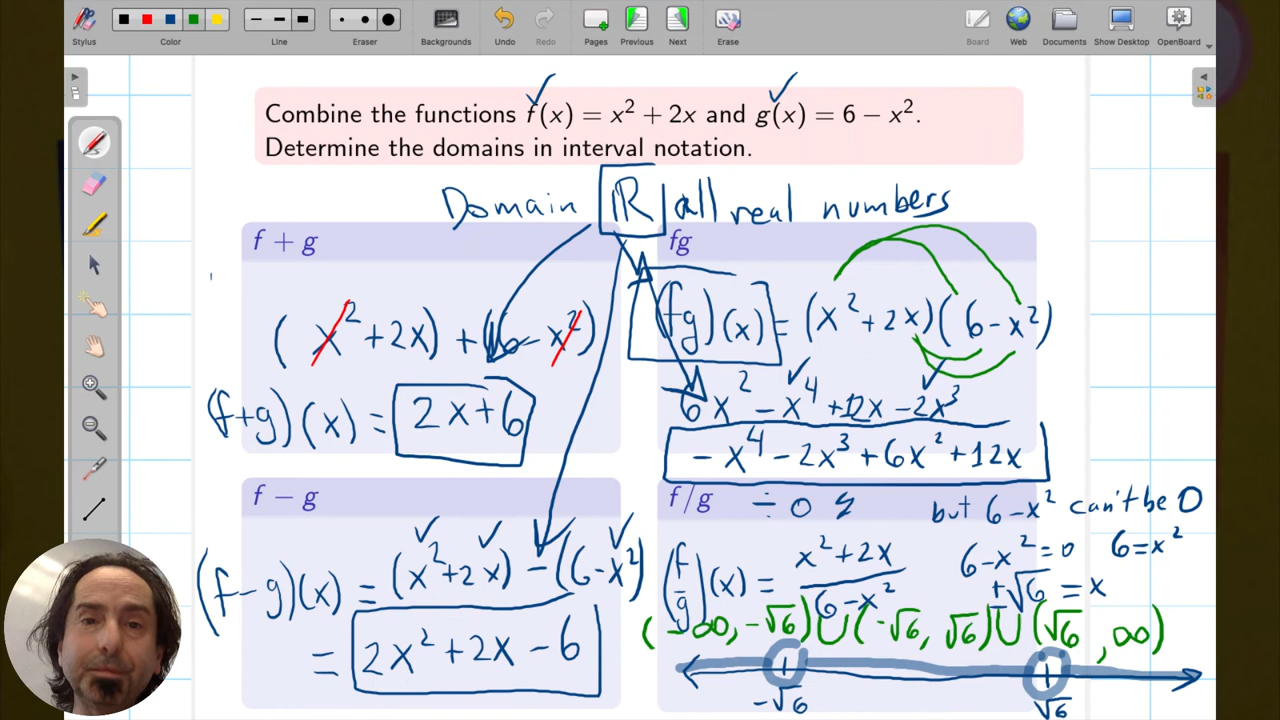 Stylus Color Line Eraser Backgrounds Undo Redo Pages Previous Next Erase Board Web Documents Show Desktop OpenBoard
Combine the functions f(x) = x² + 2x and g(x) = 6 − x².
Determine the domains in interval notation.
Domain ℝ all real numbers
f + g
(x² + 2x) + (6 − x²)
(f+g)(x) = 2x+6
fg
(fg)(x) = (x² + 2x)(6 − x²)
6x² − x⁴ + 12x − 2x³
− x⁴ − 2x³ + 6x² + 12x
f − g
(f−g)(x) = (x² + 2x) − (6 − x²)
= 2x² + 2x − 6
f/g
÷ 0 ↯ but 6 − x² can't be 0
(f/g)(x) = (x² + 2x)/(6 − x²)
6 − x² = 0 6 = x²
±√6 = x
(−∞, −√6) ∪ (−√6, √6) ∪ (√6, ∞)
−√6 √6